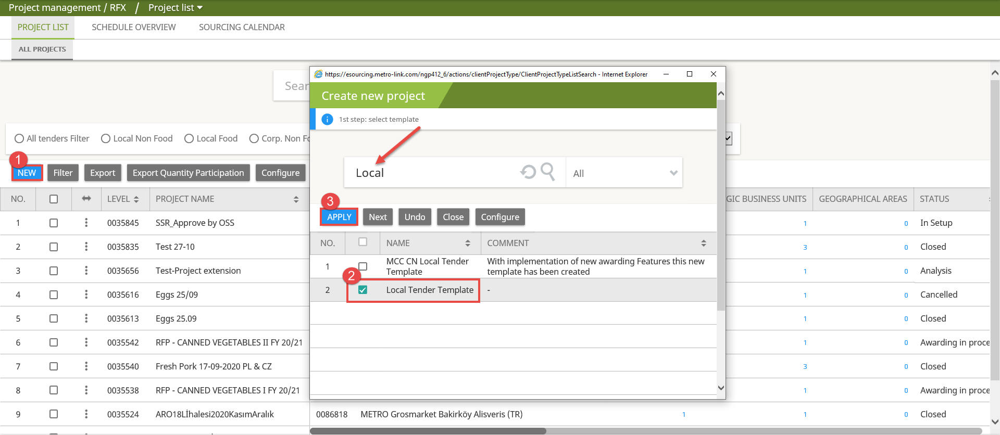 Project management / RFX / Project list
PROJECT LIST SCHEDULE OVERVIEW SOURCING CALENDAR
ALL PROJECTS
https://esourcing.metro-link.com/ngp412_6/actions/clientProjectType/ClientProjectTypeListSearch - Internet Explorer
Sear
Create new project
1st step: select template
All tenders Filter Local Non Food Local Food Corp. Non Fo
1
NEW Filter Export Export Quantity Participation Configure
Local All
3
APPLY Next Undo Close Configure
NO. LEVEL PROJECT NAME GIC BUSINESS UNITS GEOGRAPHICAL AREAS STATUS
NO. NAME COMMENT
1 MCC CN Local Tender Template With implementation of new awarding Features this new template has been created
2
2 Local Tender Template -
1 0035845 SSR_Approve by OSS 1 0 In Setup
2 0035835 Test 27-10 3 0 Closed
3 0035656 Test-Project extension 1 0 Analysis
4 0035616 Eggs 25/09 1 0 Cancelled
5 0035613 Eggs 25.09 1 0 Closed
6 0035542 RFP - CANNED VEGETABLES II FY 20/21 1 0 Awarding in proce
7 0035540 Fresh Pork 17-09-2020 PL & CZ 3 0 Closed
8 0035538 RFP - CANNED VEGETABLES I FY 20/21 1 0 Awarding in proce
9 0035524 ARO18Lİhalesi2020KasımAralık 0086818 METRO Grosmarket Bakirköy Alisveris (TR) 1 1 0 Closed